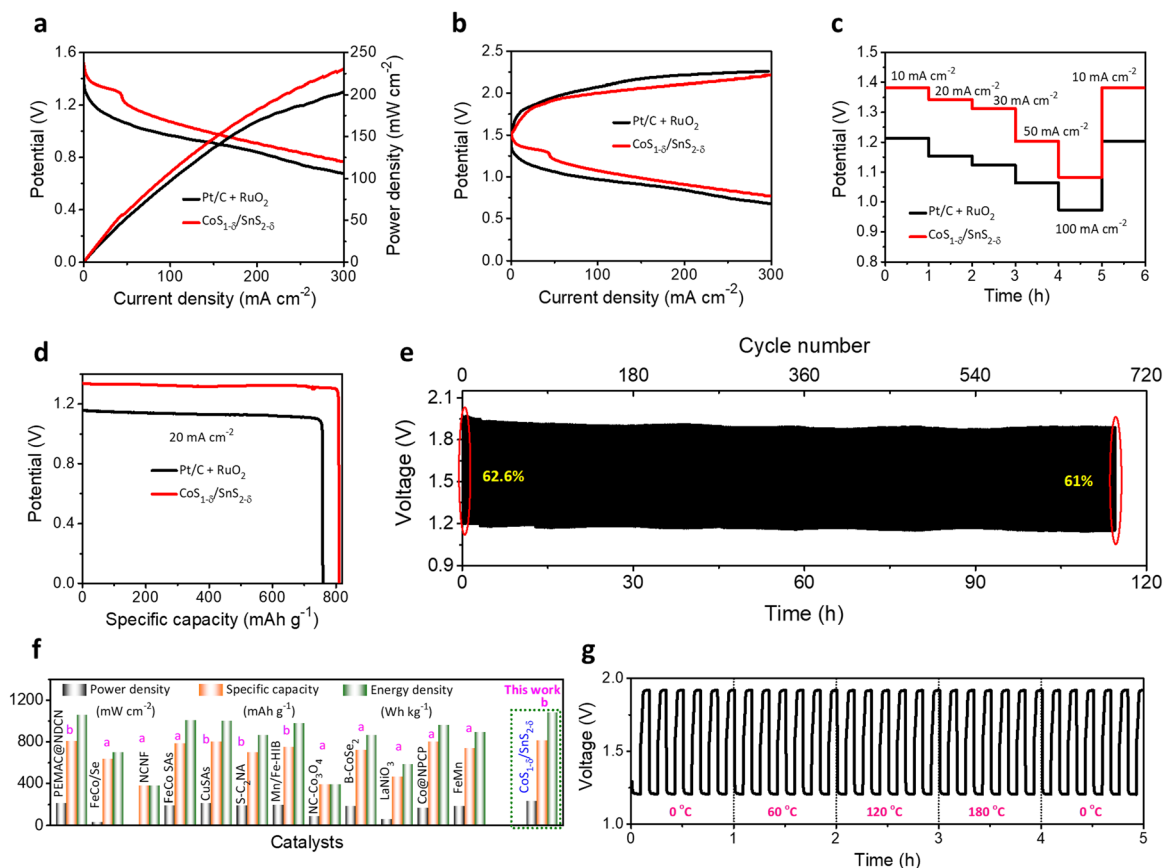 a
1.6
1.2
0.8
0.4
0.0
Potential (V)
250
200
150
100
50
0
Power density (mW cm-2)
Pt/C + RuO2
CoS1-δ/SnS2-δ
0 100 200 300
Current density (mA cm-2)
b
2.5
2.0
1.5
1.0
0.5
0.0
Potential (V)
Pt/C + RuO2
CoS1-δ/SnS2-δ
0 100 200 300
Current density (mA cm-2)
c
1.5
1.4
1.3
1.2
1.1
1.0
0.9
0.8
Potential (V)
10 mA cm-2
20 mA cm-2
30 mA cm-2
50 mA cm-2
100 mA cm-2
10 mA cm-2
Pt/C + RuO2
CoS1-δ/SnS2-δ
0 1 2 3 4 5 6
Time (h)
d
1.2
0.8
0.4
0.0
Potential (V)
20 mA cm-2
Pt/C + RuO2
CoS1-δ/SnS2-δ
0 200 400 600 800
Specific capacity (mAh g-1)
e
Cycle number
0 180 360 540 720
2.1
1.8
1.5
1.2
0.9
Voltage (V)
62.6%
61%
0 30 60 90 120
Time (h)
f
1200
800
400
0
Power density
(mW cm-2)
Specific capacity
(mAh g-1)
Energy density
(Wh kg-1)
This work
b
b
a
a
a
b
b
b
a
a
a
a
a
PEMAC@NDCN
FeCo/Se
NCNF
FeCo SAs
CuSAs
S-C2NA
Mn/Fe-HIB
NC-Co3O4
B-CoSe2
LaNiO3
Co@NPCP
FeMn
CoS1-δ/SnS2-δ
Catalysts
g
2.0
1.5
1.0
Voltage (V)
0 oC
60 oC
120 oC
180 oC
0 oC
0 1 2 3 4 5
Time (h)